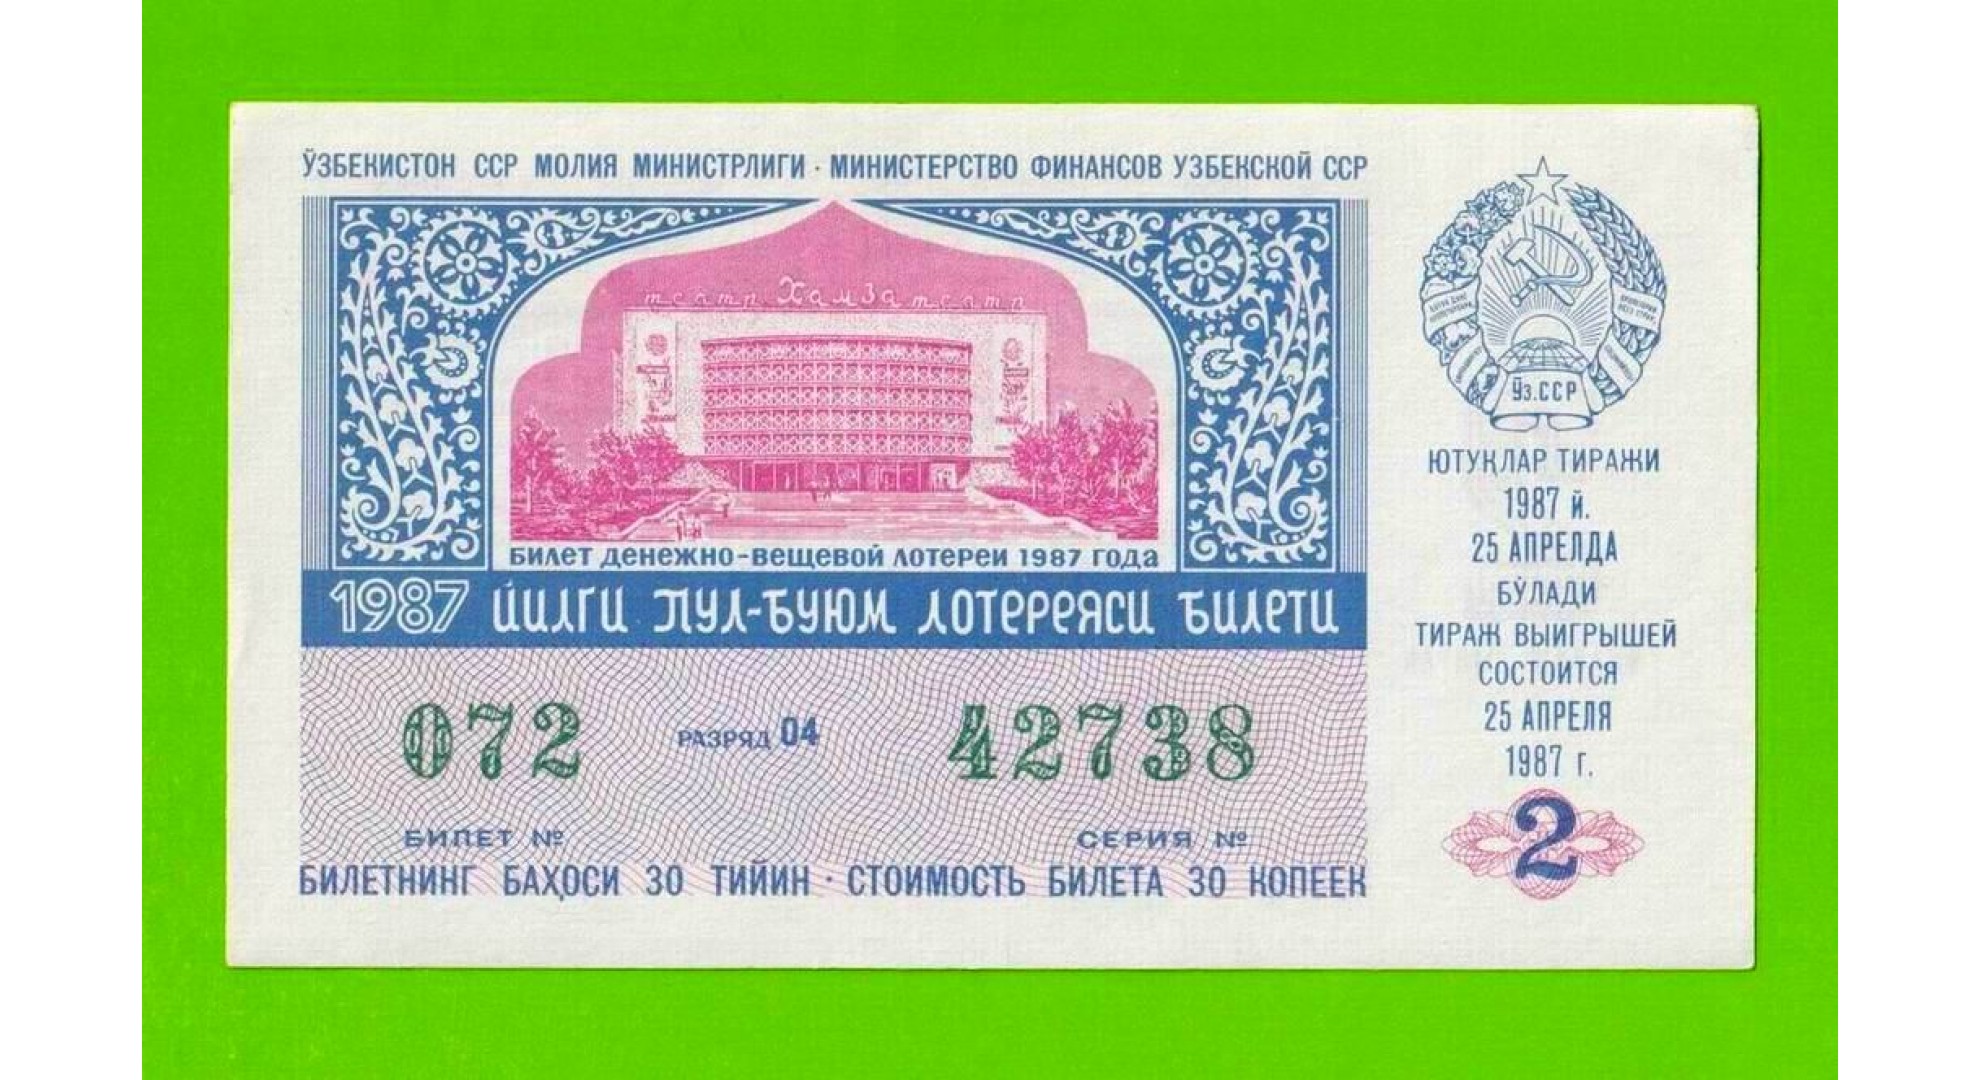 ЎЗБЕКИСТОН ССР МОЛИЯ МИНИСТРЛИГИ · МИНИСТЕРСТВО ФИНАНСОВ УЗБЕКСКОЙ ССР
театр Хамза театр
БИЛЕТ ДЕНЕЖНО-ВЕЩЕВОЙ ЛОТЕРЕИ 1987 ГОДА
1987 ЙИЛГИ ПУЛ-БУЮМ ЛОТЕРЕЯСИ БИЛЕТИ
072 РАЗРЯД 04 42738
БИЛЕТ № СЕРИЯ №
БИЛЕТНИНГ БАҲОСИ 30 ТИЙИН · СТОИМОСТЬ БИЛЕТА 30 КОПЕЕК
Ўз.ССР
ЮТУҚЛАР ТИРАЖИ
1987 й.
25 АПРЕЛДА
БЎЛАДИ
ТИРАЖ ВЫИГРЫШЕЙ
СОСТОИТСЯ
25 АПРЕЛЯ
1987 г.
2